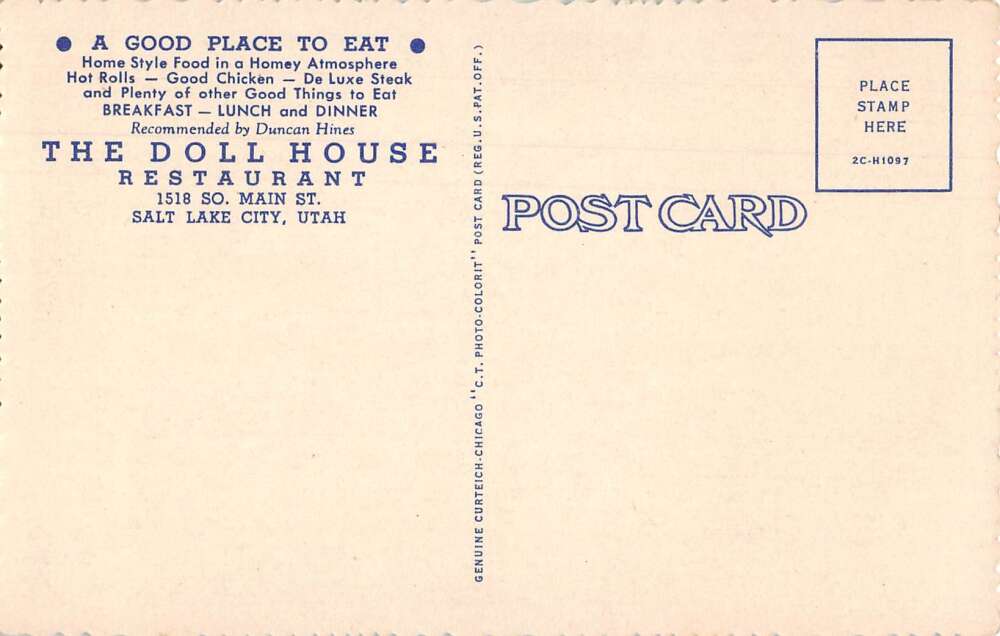 ● A GOOD PLACE TO EAT ●
Home Style Food in a Homey Atmosphere
Hot Rolls — Good Chicken — De Luxe Steak
and Plenty of other Good Things to Eat
BREAKFAST — LUNCH and DINNER
Recommended by Duncan Hines
THE DOLL HOUSE
RESTAURANT
1518 SO. MAIN ST.
SALT LAKE CITY, UTAH
GENUINE CURTEICH-CHICAGO "C.T. PHOTO-COLORIT" POST CARD (REG. U.S. PAT. OFF.)
POST CARD
PLACE
STAMP
HERE
2C-H1097